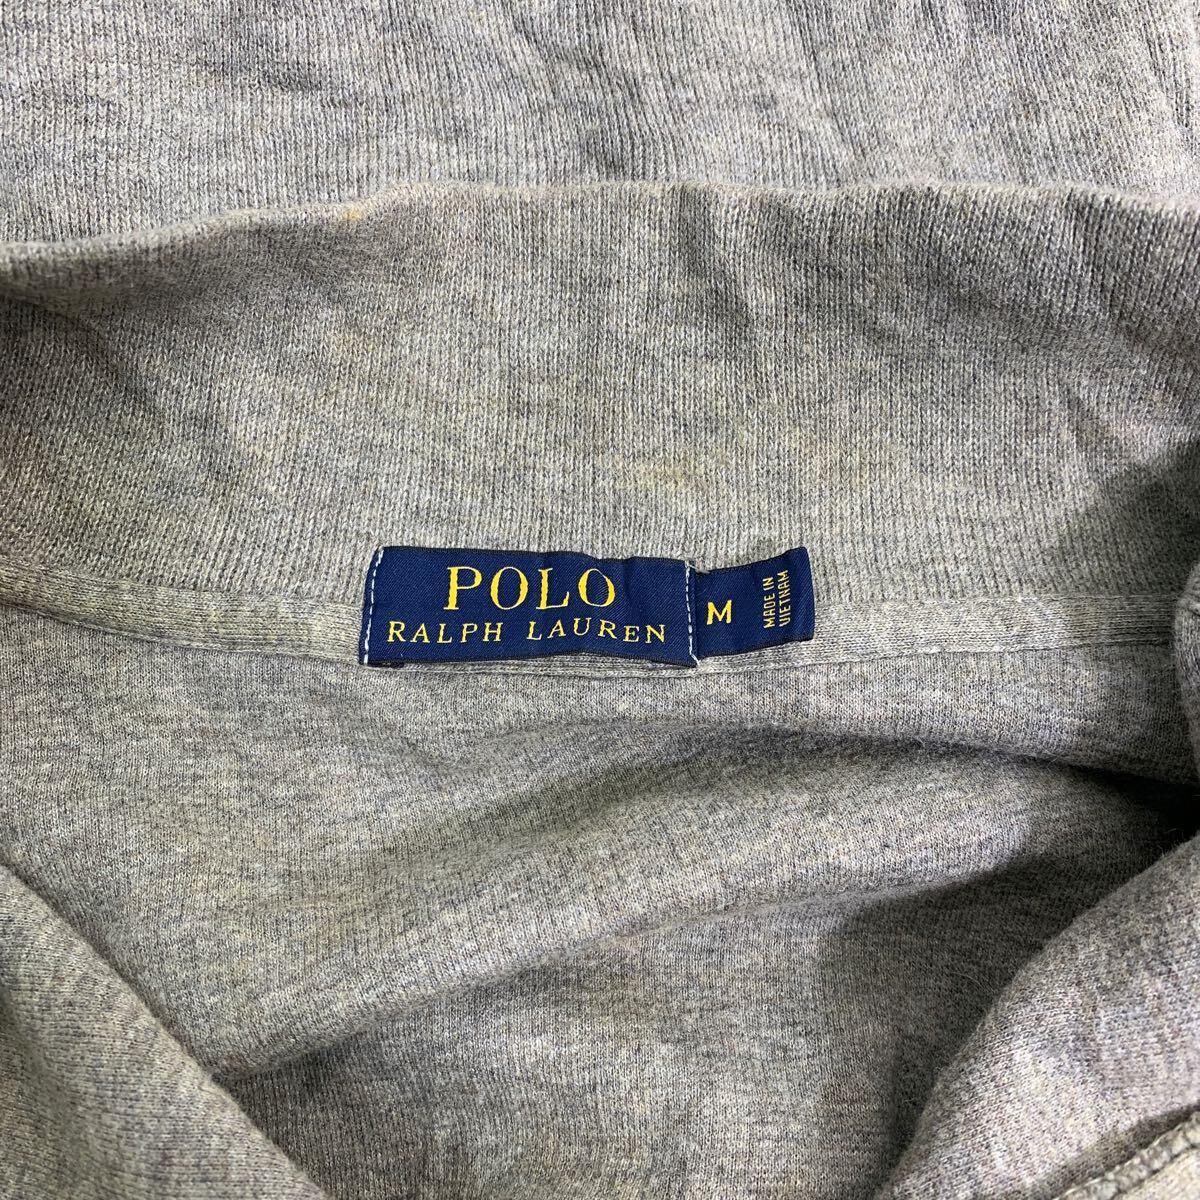 POLO
RALPH LAUREN
M
MADE IN
VIETNAM